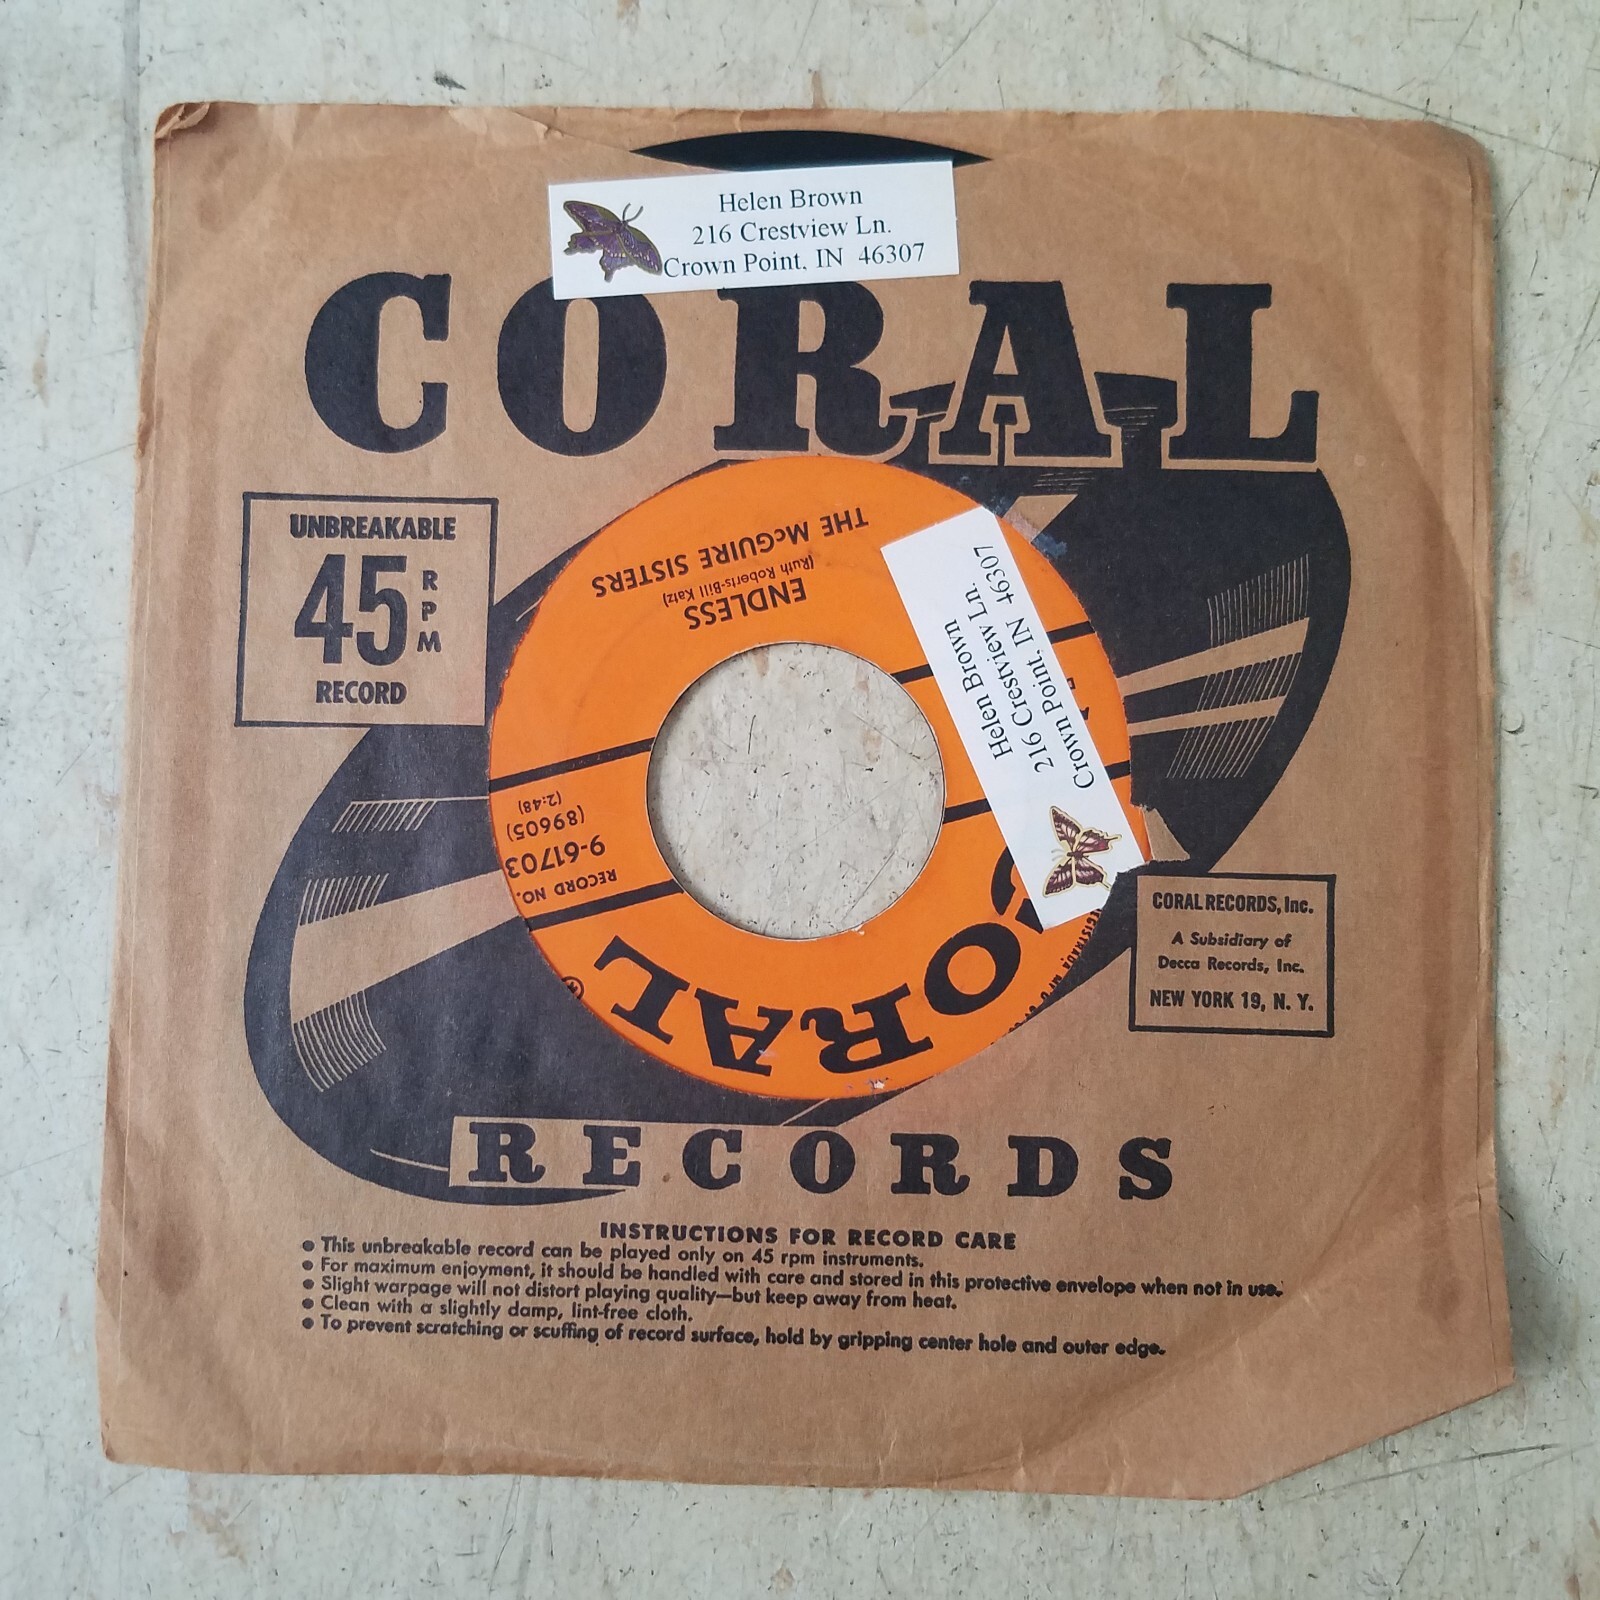 Helen Brown
216 Crestview Ln.
Crown Point, IN 46307
CORAL
UNBREAKABLE
45
RPM
RECORD
THE McGUIRE SISTERS
(Ruth Roberts-Bill Katz)
ENDLESS
Helen Brown
216 Crestview Ln.
Crown Point, IN 46307
RECORD NO.
9-61703
(89605)
(2:48)
CORAL
®
CORAL RECORDS, Inc.
A Subsidiary of
Decca Records, Inc.
NEW YORK 19, N. Y.
RECORDS
INSTRUCTIONS FOR RECORD CARE
● This unbreakable record can be played only on 45 rpm instruments.
● For maximum enjoyment, it should be handled with care and stored in this protective envelope when not in use.
● Slight warpage will not distort playing quality—but keep away from heat.
● Clean with a slightly damp, lint-free cloth.
● To prevent scratching or scuffing of record surface, hold by gripping center hole and outer edge.